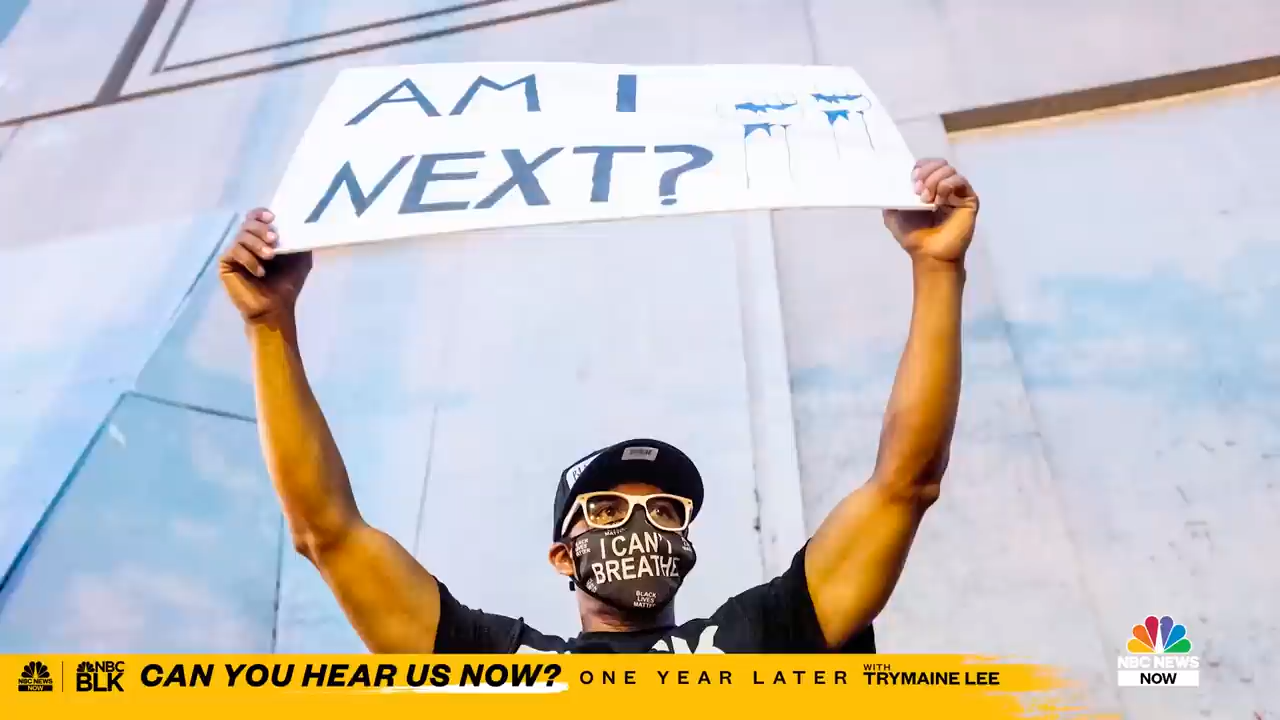 AM I
NEXT?
I CAN'T
BREATHE
BLACK
LIVES
MATTER
NBC NEWS
NOW
NBC
BLK
CAN YOU HEAR US NOW?
ONE YEAR LATER
WITH
TRYMAINE LEE
NBC NEWS
NOW